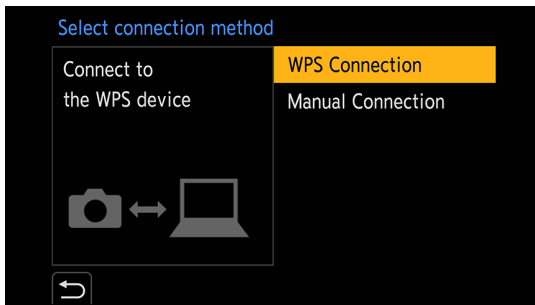 Select connection method
Connect to
the WPS device
WPS Connection
Manual Connection